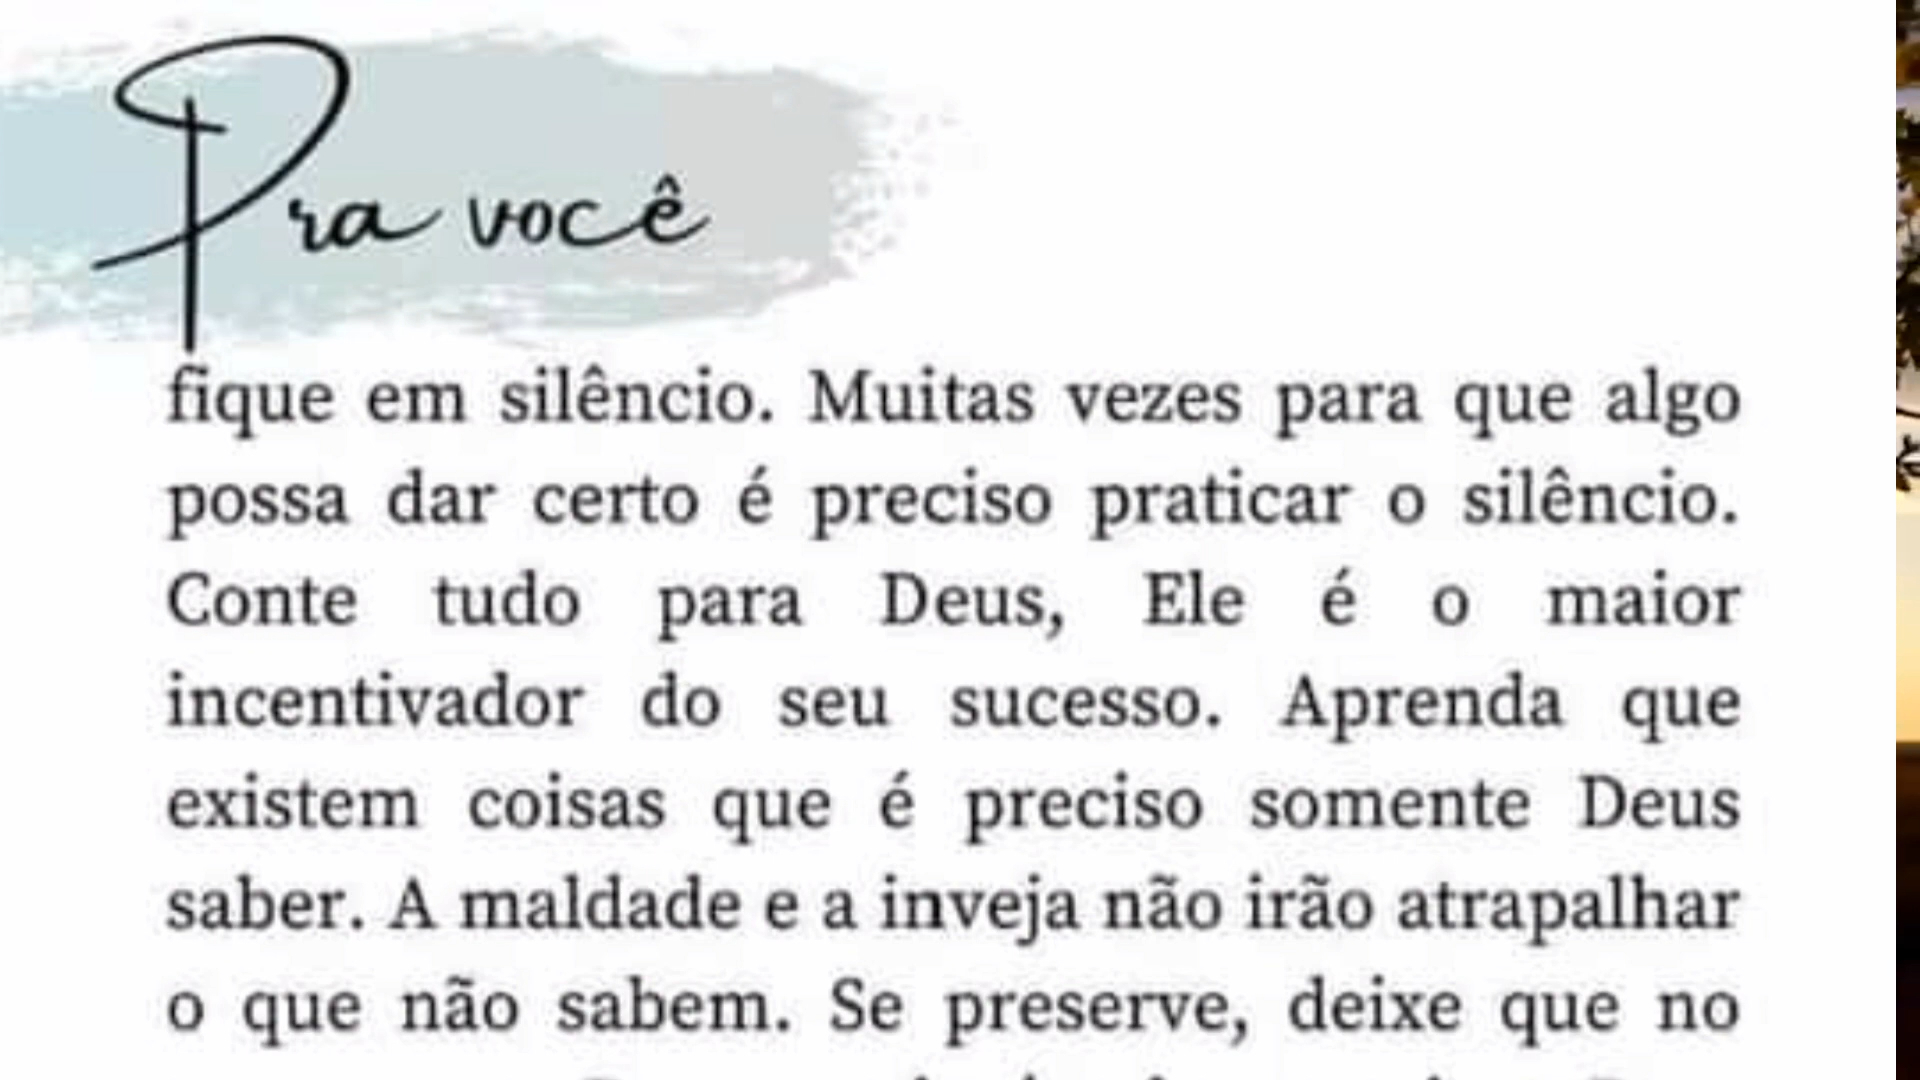 Pra você
fique em silêncio. Muitas vezes para que algo
possa dar certo é preciso praticar o silêncio.
Conte tudo para Deus, Ele é o maior
incentivador do seu sucesso. Aprenda que
existem coisas que é preciso somente Deus
saber. A maldade e a inveja não irão atrapalhar
o que não sabem. Se preserve, deixe que no